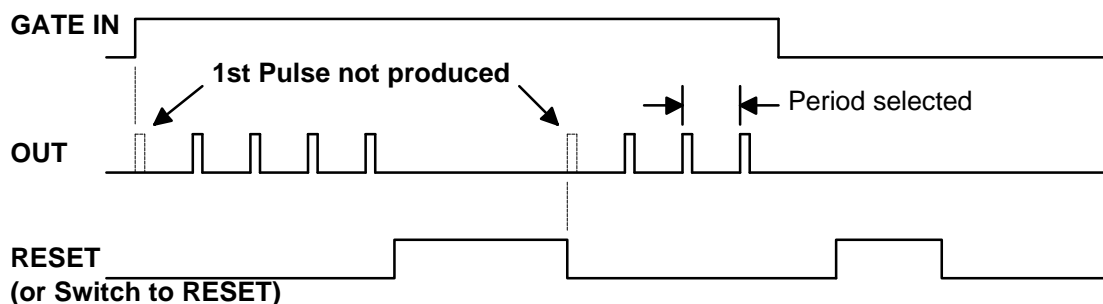 GATE IN
1st Pulse not produced
Period selected
OUT
RESET
(or Switch to RESET)